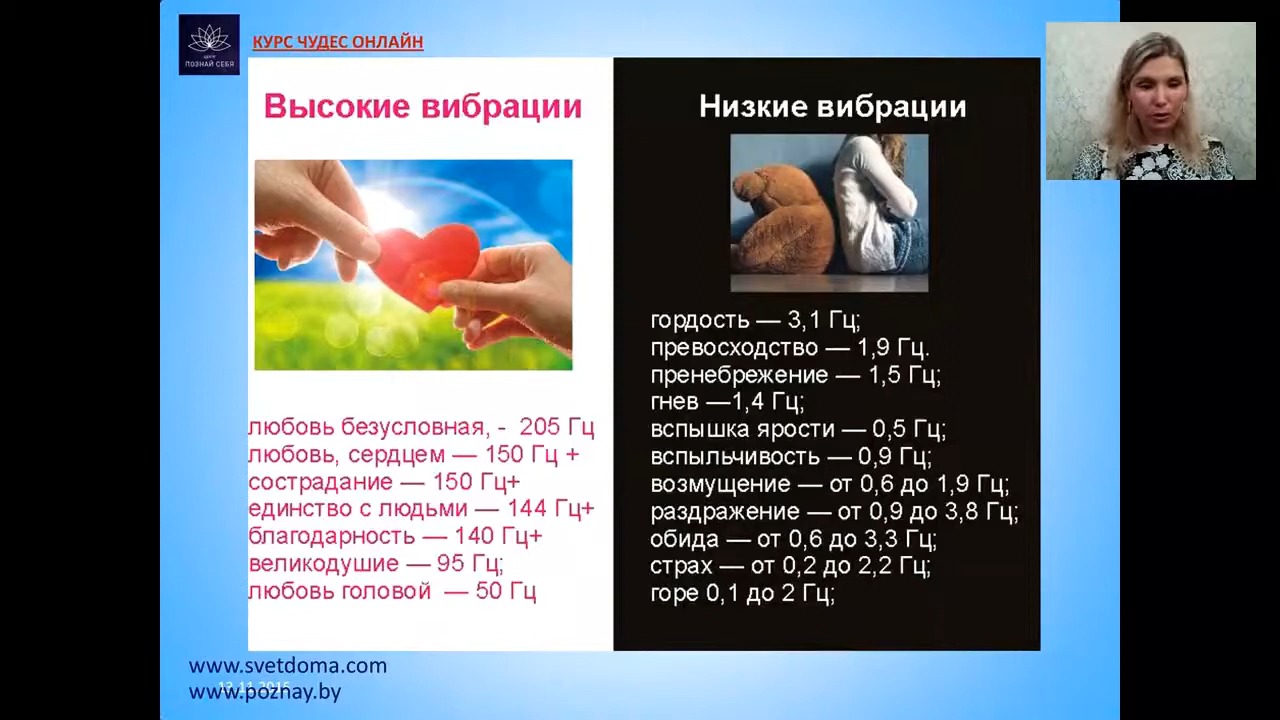 центр
ПОЗНАЙ СЕБЯ
КУРС ЧУДЕС ОНЛАЙН
Высокие вибрации
любовь безусловная, - 205 Гц
любовь, сердцем — 150 Гц +
сострадание — 150 Гц+
единство с людьми — 144 Гц+
благодарность — 140 Гц+
великодушие — 95 Гц;
любовь головой — 50 Гц
Низкие вибрации
гордость — 3,1 Гц;
превосходство — 1,9 Гц.
пренебрежение — 1,5 Гц;
гнев —1,4 Гц;
вспышка ярости — 0,5 Гц;
вспыльчивость — 0,9 Гц;
возмущение — от 0,6 до 1,9 Гц;
раздражение — от 0,9 до 3,8 Гц;
обида — от 0,6 до 3,3 Гц;
страх — от 0,2 до 2,2 Гц;
горе 0,1 до 2 Гц;
www.svetdoma.com
www.poznay.by